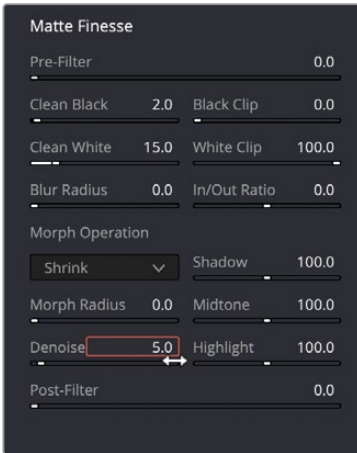 Matte Finesse
Pre-Filter 0.0
Clean Black 2.0 Black Clip 0.0
Clean White 15.0 White Clip 100.0
Blur Radius 0.0 In/Out Ratio 0.0
Morph Operation
Shrink Shadow 100.0
Morph Radius 0.0 Midtone 100.0
Denoise 5.0 Highlight 100.0
Post-Filter 0.0